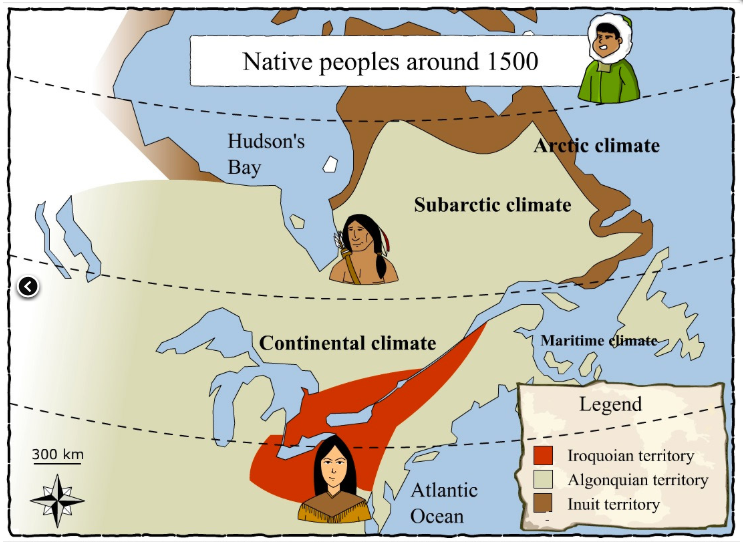 Native peoples around 1500
Hudson's
Bay
Arctic climate
Subarctic climate
Continental climate
Maritime climate
Legend
Iroquoian territory
Algonquian territory
Inuit territory
300 km
Atlantic
Ocean